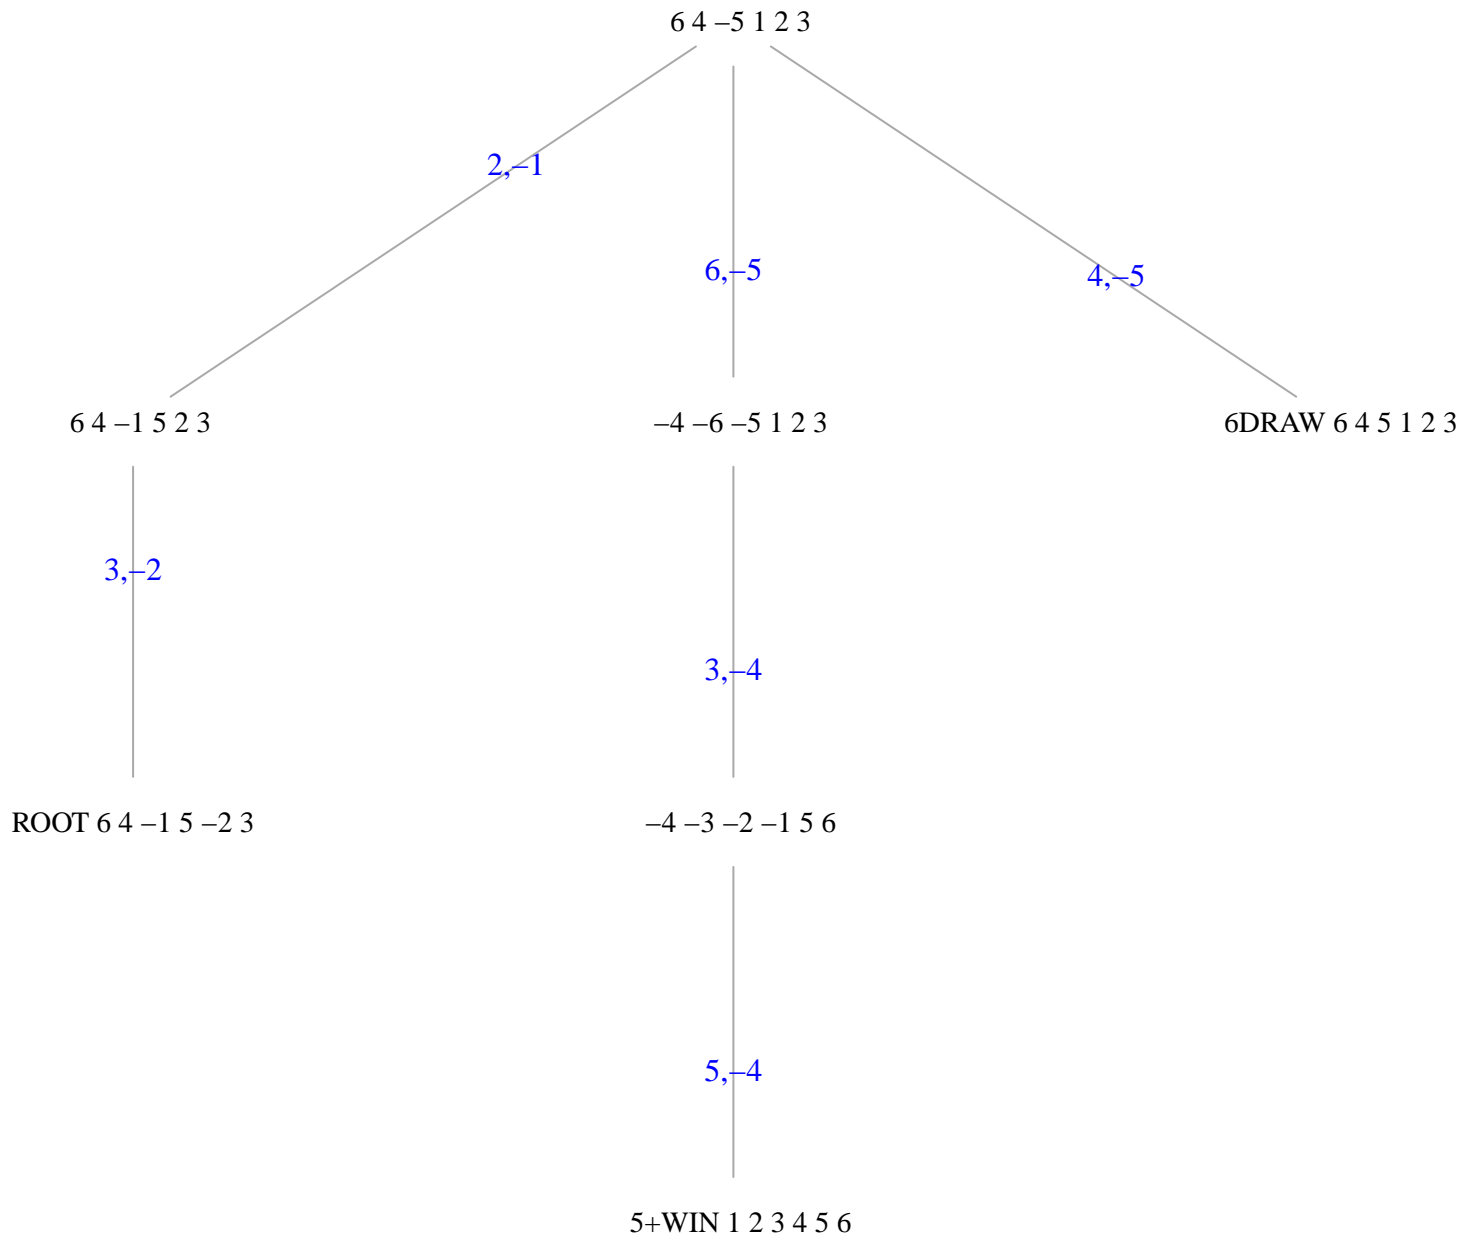 6 4 –5 1 2 3
2,–1
6,–5
4,–5
6 4 –1 5 2 3
–4 –6 –5 1 2 3
6DRAW 6 4 5 1 2 3
3,–2
3,–4
ROOT 6 4 –1 5 –2 3
–4 –3 –2 –1 5 6
5,–4
5+WIN 1 2 3 4 5 6